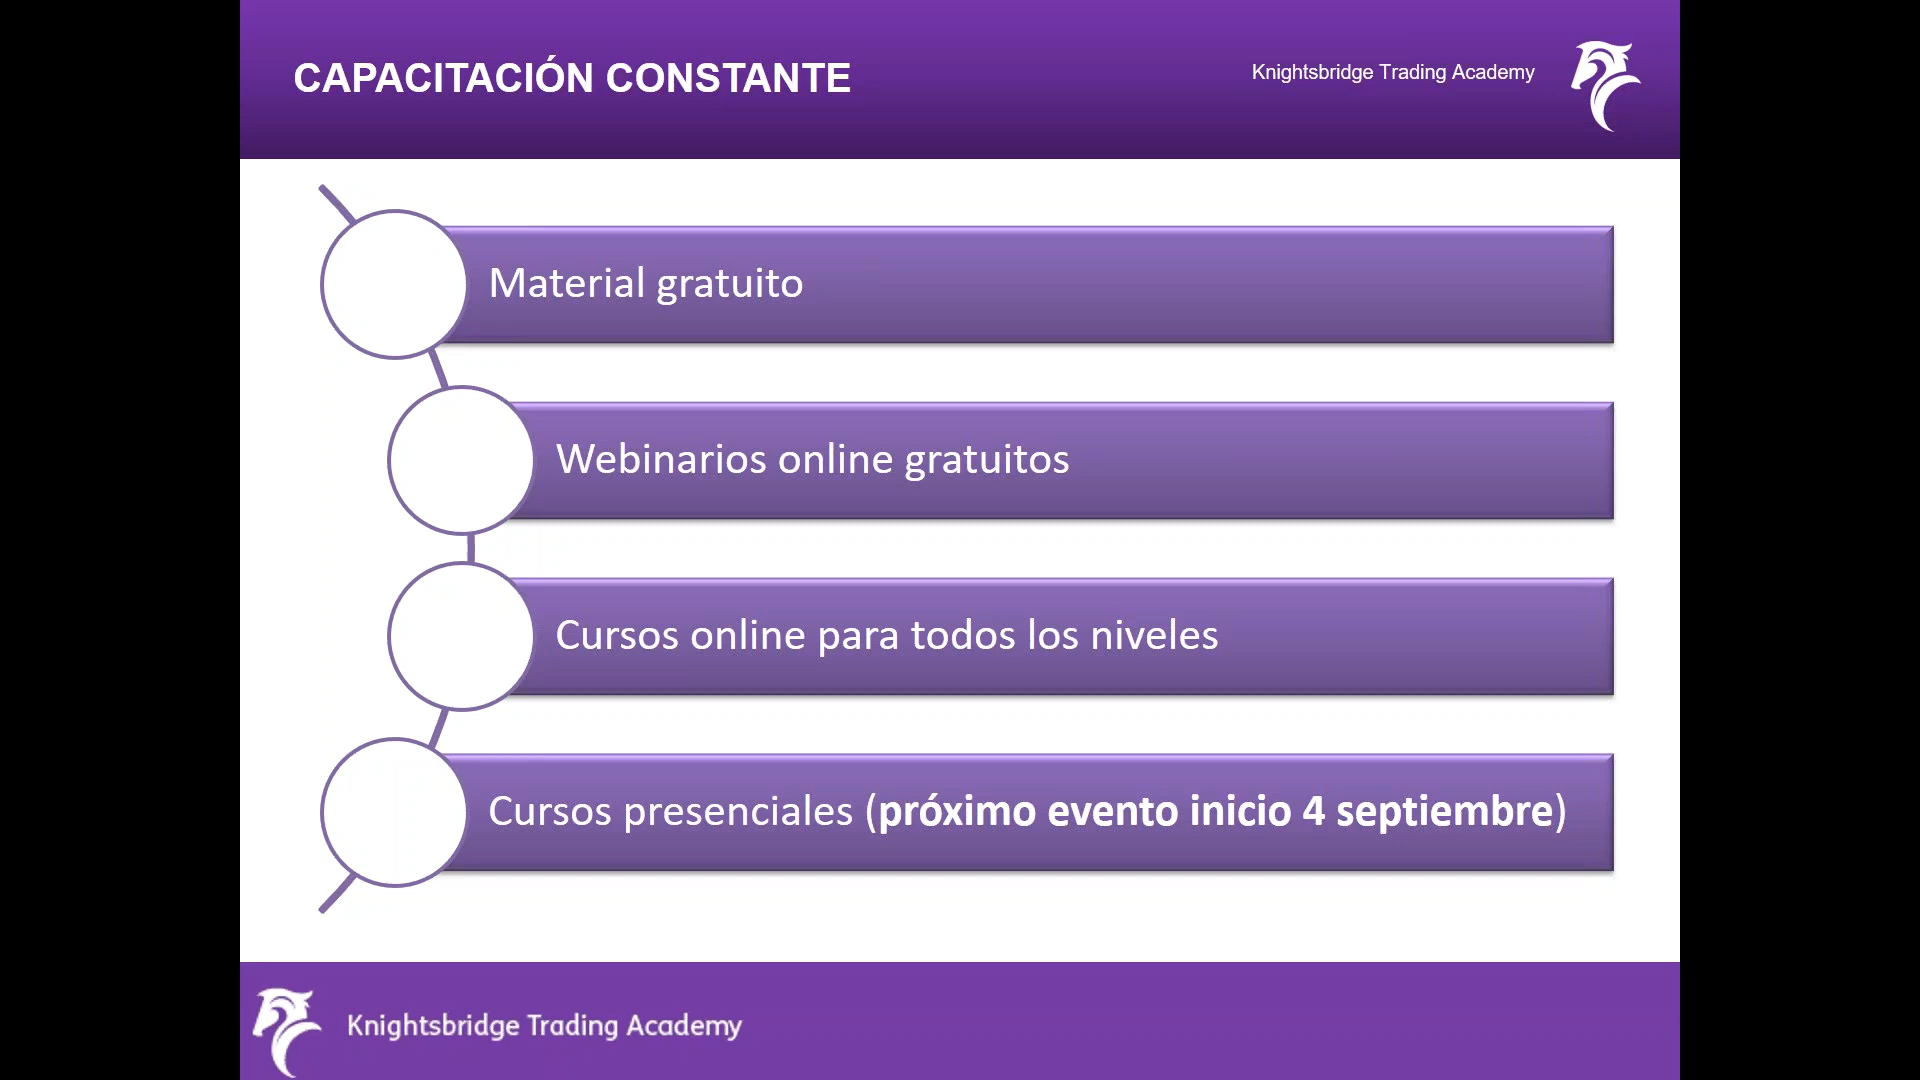 CAPACITACIÓN CONSTANTE
Knightsbridge Trading Academy
Material gratuito
Webinarios online gratuitos
Cursos online para todos los niveles
Cursos presenciales (próximo evento inicio 4 septiembre)
Knightsbridge Trading Academy